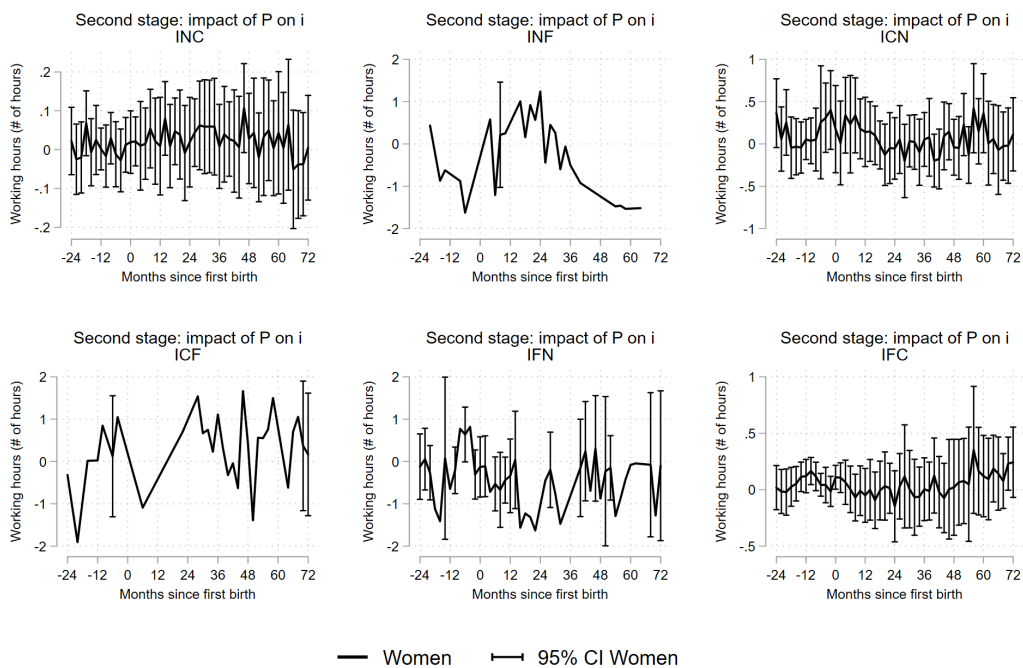 Second stage: impact of P on i
INC
Working hours (# of hours)
.2
.1
0
-.1
-.2
-24 -12 0 12 24 36 48 60 72
Months since first birth
Second stage: impact of P on i
INF
Working hours (# of hours)
2
1
0
-1
-2
-24 -12 0 12 24 36 48 60 72
Months since first birth
Second stage: impact of P on i
ICN
Working hours (# of hours)
1
.5
0
-.5
-1
-24 -12 0 12 24 36 48 60 72
Months since first birth
Second stage: impact of P on i
ICF
Working hours (# of hours)
2
1
0
-1
-2
-24 -12 0 12 24 36 48 60 72
Months since first birth
Second stage: impact of P on i
IFN
Working hours (# of hours)
2
1
0
-1
-2
-24 -12 0 12 24 36 48 60 72
Months since first birth
Second stage: impact of P on i
IFC
Working hours (# of hours)
1
.5
0
-.5
-24 -12 0 12 24 36 48 60 72
Months since first birth
Women
95% CI Women